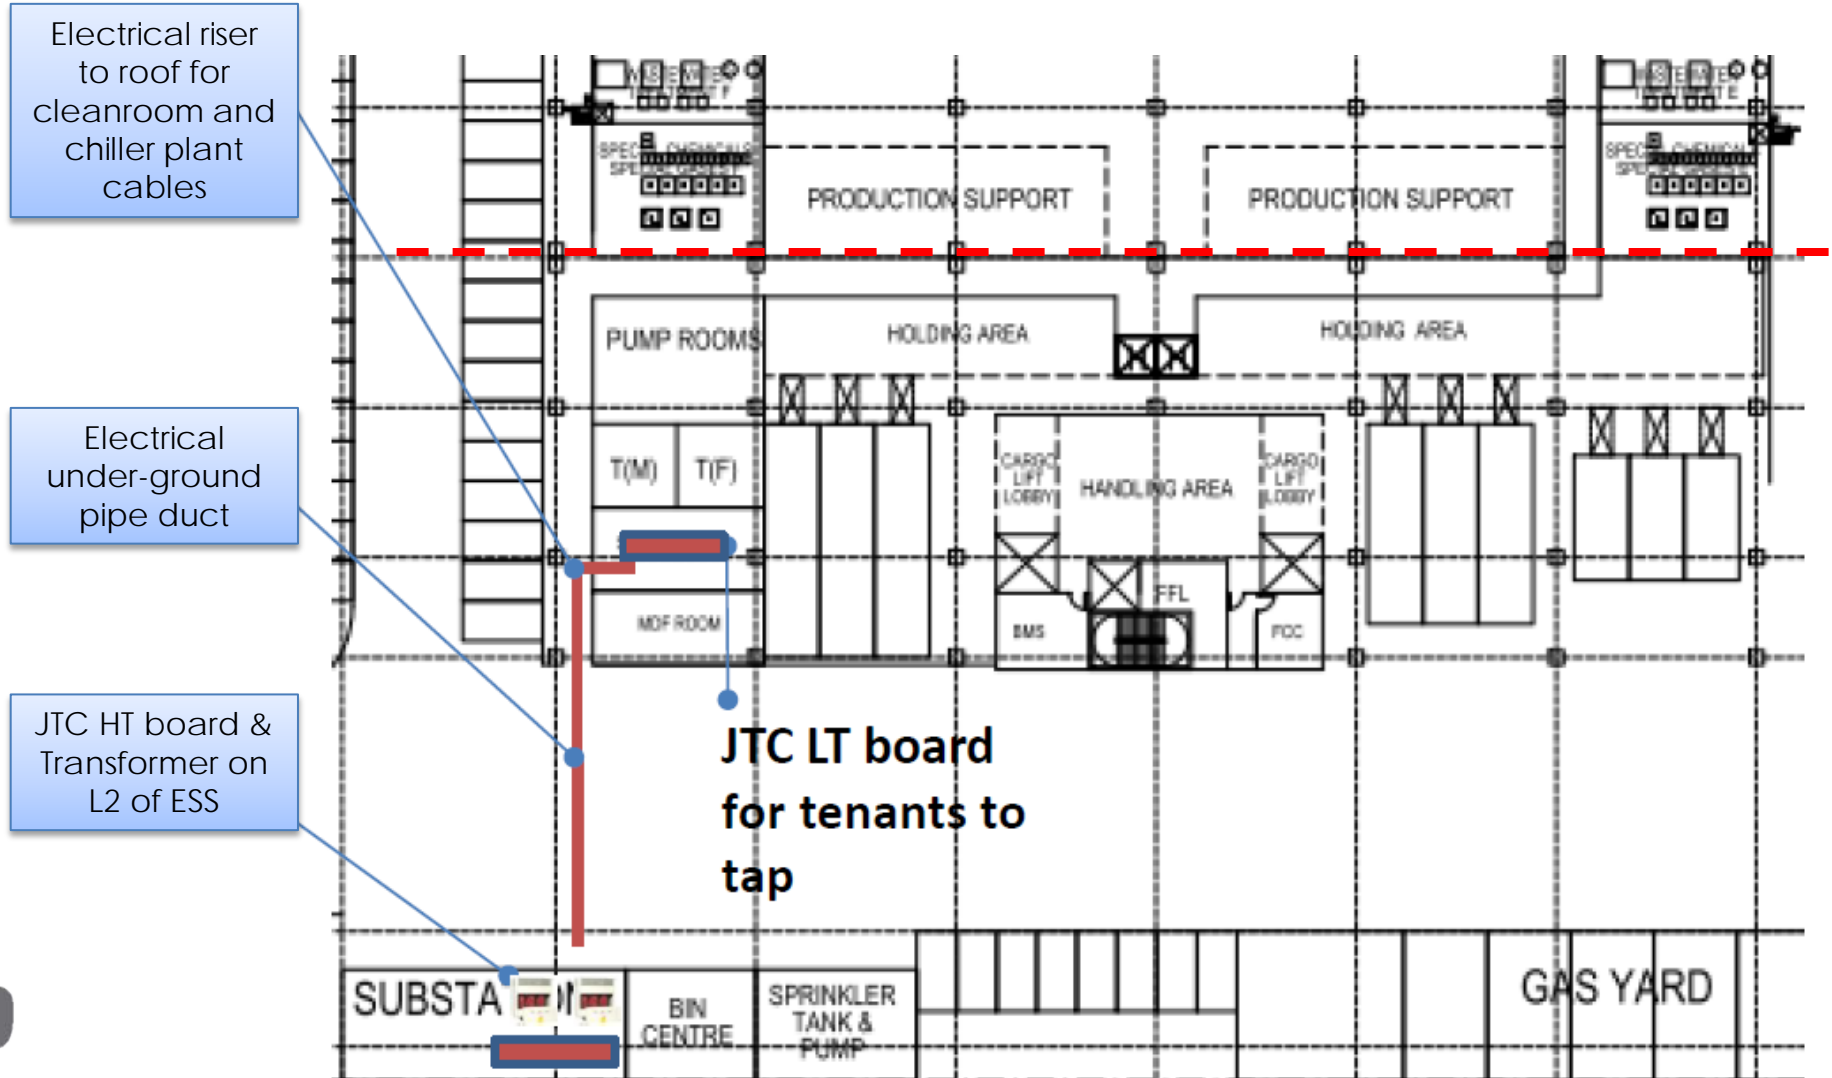 Electrical riser
to roof for
cleanroom and
chiller plant
cables
Electrical
under-ground
pipe duct
JTC HT board &
Transformer on
L2 of ESS
PRODUCTION SUPPORT
PRODUCTION SUPPORT
PUMP ROOMS
HOLDING AREA
HOLDING AREA
T(M)
T(F)
CARGO
LIFT
LOBBY
HANDLING AREA
CARGO
LIFT
LOBBY
MDF ROOM
BMS
FFL
FCC
JTC LT board
for tenants to
tap
BIN
CENTRE
SPRINKLER
TANK &
PUMP
GAS YARD